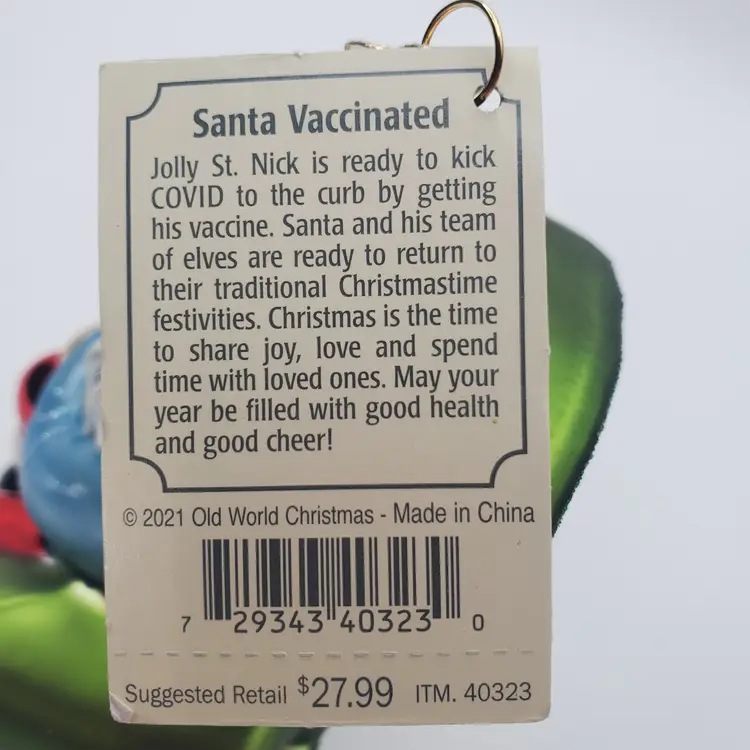 Santa Vaccinated
Jolly St. Nick is ready to kick
COVID to the curb by getting
his vaccine. Santa and his team
of elves are ready to return to
their traditional Christmastime
festivities. Christmas is the time
to share joy, love and spend
time with loved ones. May your
year be filled with good health
and good cheer!
© 2021 Old World Christmas - Made in China
7 29343 40323 0
Suggested Retail $27.99 ITM. 40323